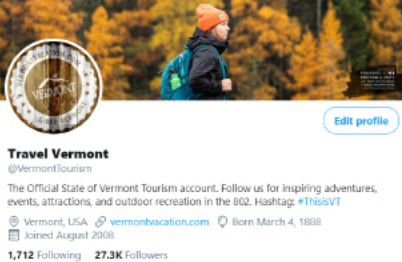 VERMONT
Edit profile
Travel Vermont
@VermontTourism
The Official State of Vermont Tourism account. Follow us for inspiring adventures,
events, attractions, and outdoor recreation in the 802. Hashtag: #ThisisVT
Vermont, USA vermontvacation.com Born March 4, 1888
Joined August 2008
1,712 Following 27.3K Followers